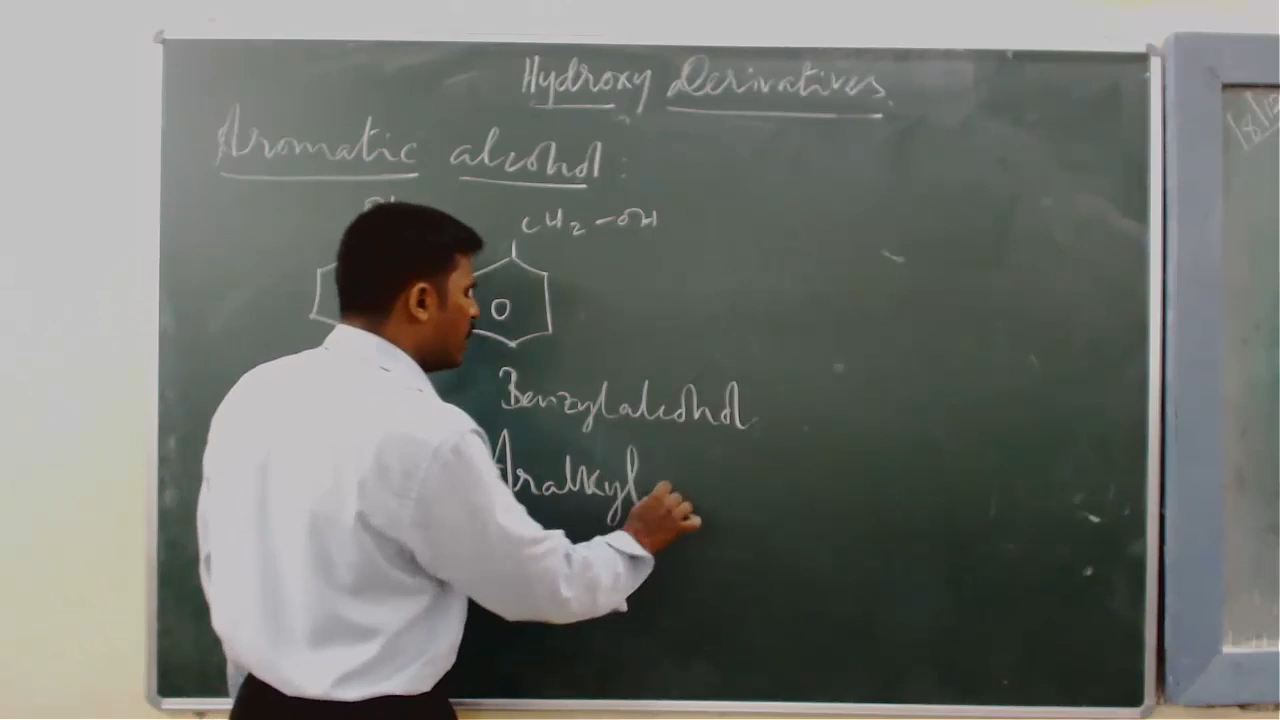 Hydroxy Derivatives.
Aromatic alcohol:
CH2-OH
Benzylalcohol
Aralkyl